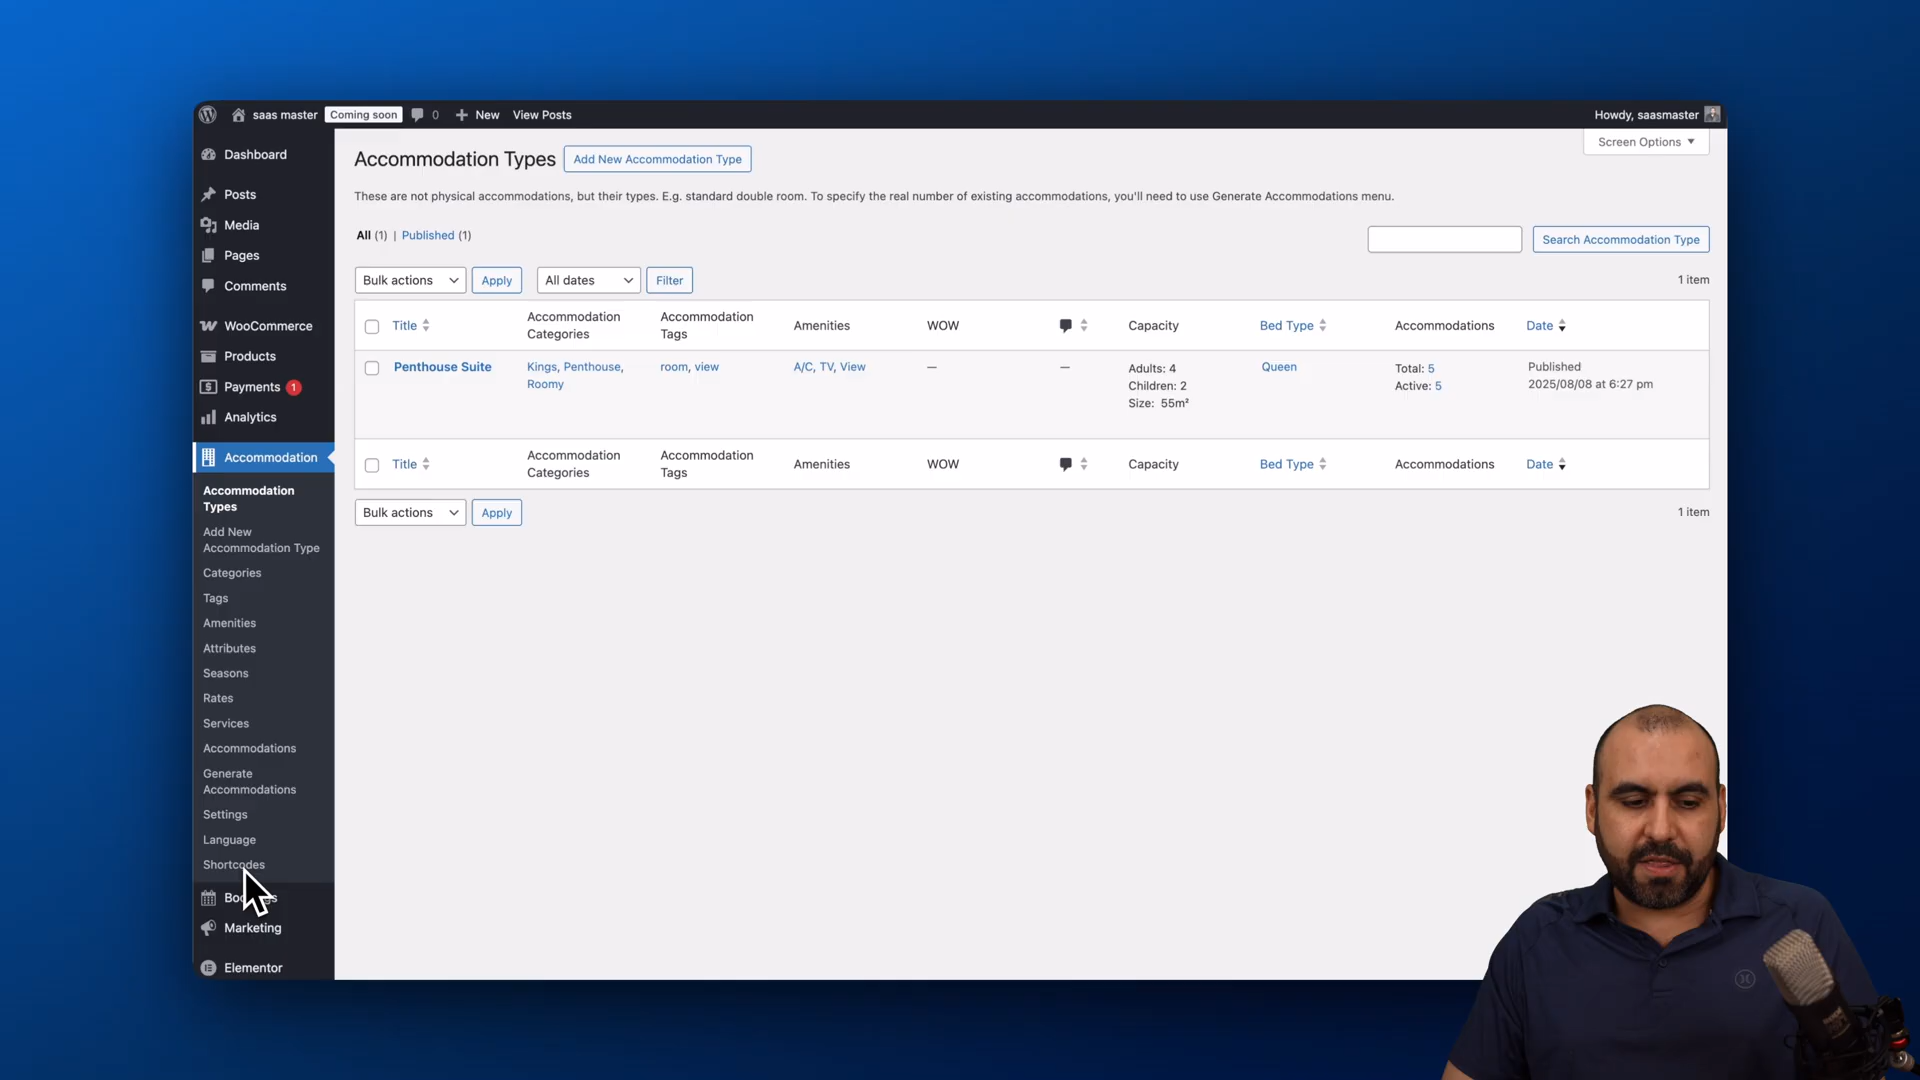 saas master Coming soon 0 New View Posts Howdy, saasmaster
Screen Options
Dashboard
Posts
Media
Pages
Comments
WooCommerce
Products
Payments 1
Analytics
Accommodation
Accommodation
Types
Add New
Accommodation Type
Categories
Tags
Amenities
Attributes
Seasons
Rates
Services
Accommodations
Generate
Accommodations
Settings
Language
Shortcodes
Marketing
Elementor
Accommodation Types Add New Accommodation Type
These are not physical accommodations, but their types. E.g. standard double room. To specify the real number of existing accommodations, you'll need to use Generate Accommodations menu.
All (1) | Published (1)
Search Accommodation Type
Bulk actions Apply All dates Filter 1 item
Title Accommodation Categories Accommodation Tags Amenities WOW Capacity Bed Type Accommodations Date
Penthouse Suite
Kings, Penthouse,
Roomy
room, view
A/C, TV, View
—
—
Adults: 4
Children: 2
Size: 55m²
Queen
Total: 5
Active: 5
Published
2025/08/08 at 6:27 pm
Title Accommodation Categories Accommodation Tags Amenities WOW Capacity Bed Type Accommodations Date
Bulk actions Apply 1 item